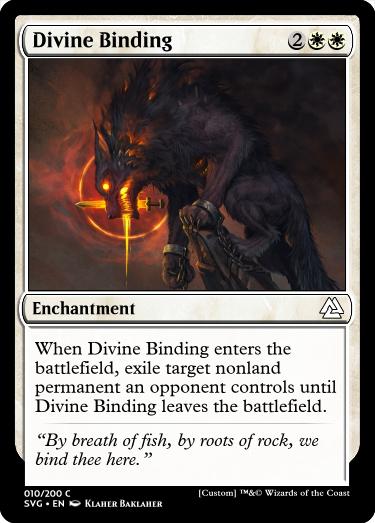 Divine Binding 2
Enchantment
When Divine Binding enters the
battlefield, exile target nonland
permanent an opponent controls until
Divine Binding leaves the battlefield.
“By breath of fish, by roots of rock, we
bind thee here.”
010/200 C
SVG • EN Klaher Baklaher
[Custom] ™&© Wizards of the Coast